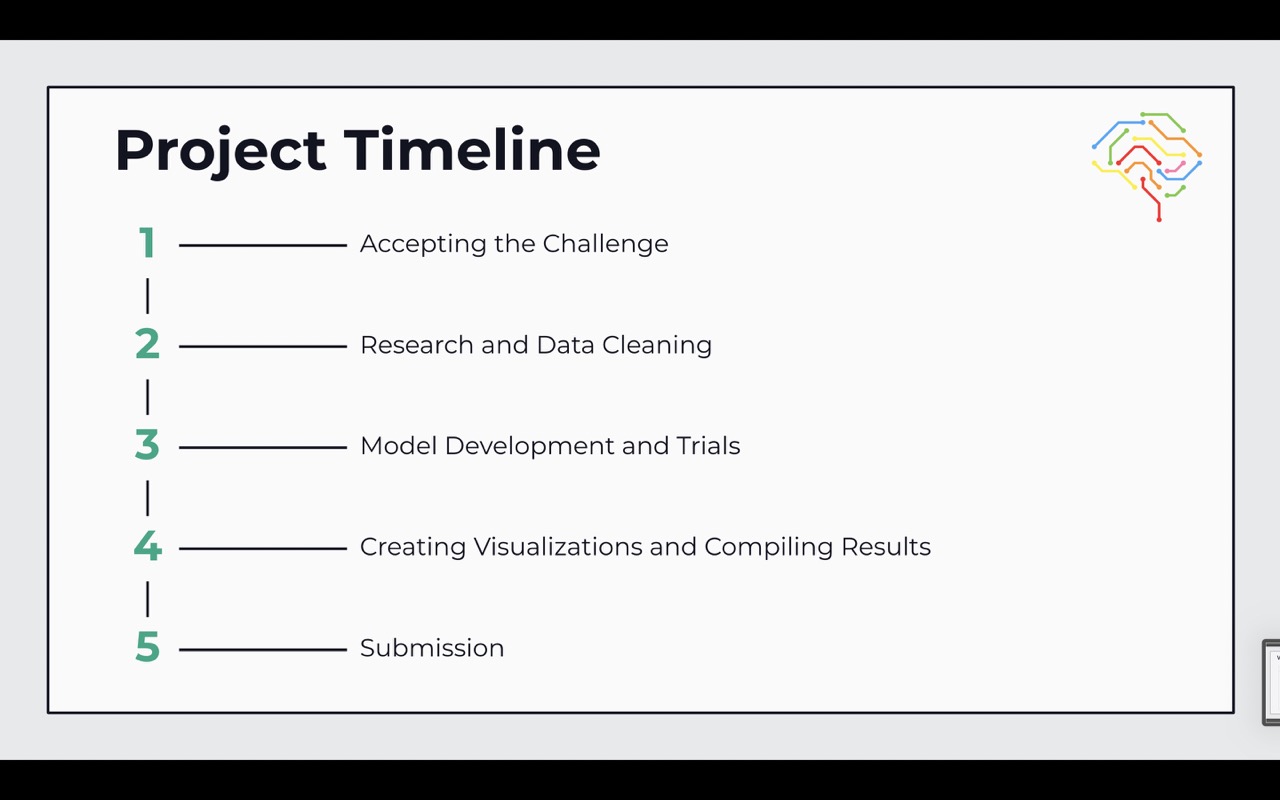 Project Timeline
1 Accepting the Challenge
2 Research and Data Cleaning
3 Model Development and Trials
4 Creating Visualizations and Compiling Results
5 Submission